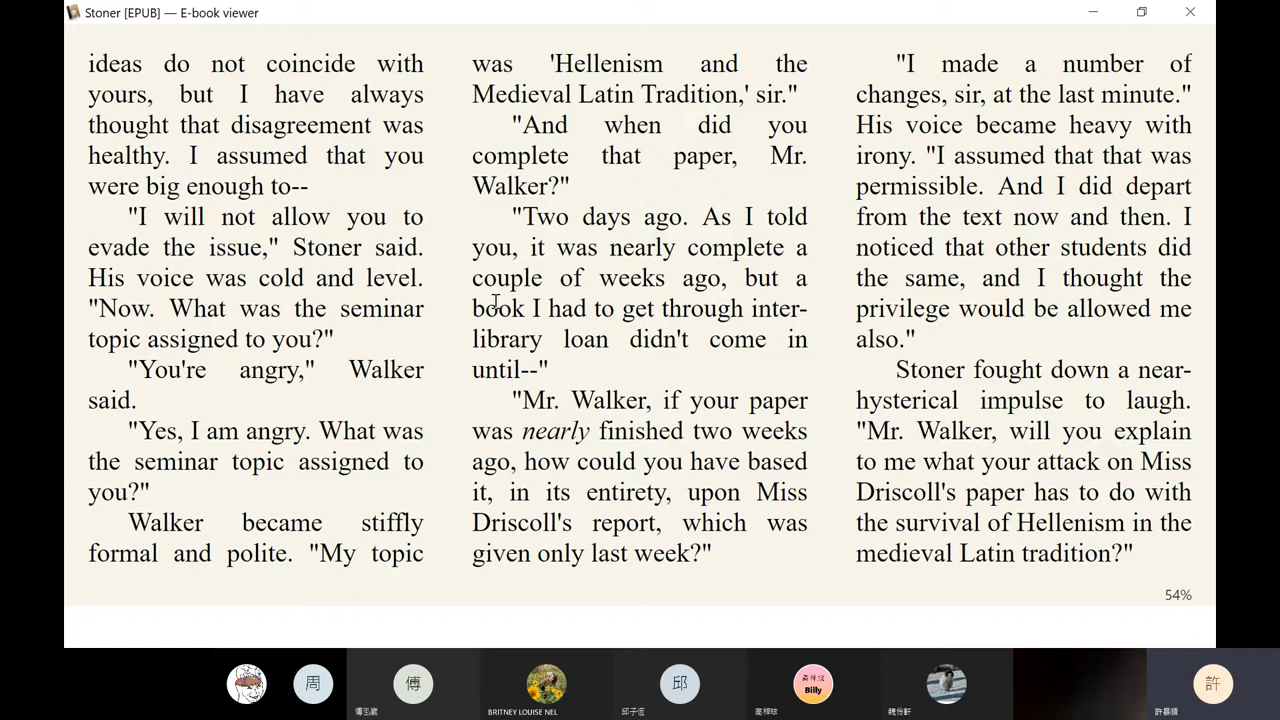 Stoner [EPUB] — E-book viewer
ideas do not coincide with
yours, but I have always
thought that disagreement was
healthy. I assumed that you
were big enough to--
"I will not allow you to
evade the issue," Stoner said.
His voice was cold and level.
"Now. What was the seminar
topic assigned to you?"
"You're angry," Walker
said.
"Yes, I am angry. What was
the seminar topic assigned to
you?"
Walker became stiffly
formal and polite. "My topic
was 'Hellenism and the
Medieval Latin Tradition,' sir."
"And when did you
complete that paper, Mr.
Walker?"
"Two days ago. As I told
you, it was nearly complete a
couple of weeks ago, but a
book I had to get through inter-
library loan didn't come in
until--"
"Mr. Walker, if your paper
was nearly finished two weeks
ago, how could you have based
it, in its entirety, upon Miss
Driscoll's report, which was
given only last week?"
"I made a number of
changes, sir, at the last minute."
His voice became heavy with
irony. "I assumed that that was
permissible. And I did depart
from the text now and then. I
noticed that other students did
the same, and I thought the
privilege would be allowed me
also."
Stoner fought down a near-
hysterical impulse to laugh.
"Mr. Walker, will you explain
to me what your attack on Miss
Driscoll's paper has to do with
the survival of Hellenism in the
medieval Latin tradition?"
54%
周
傅
BRITNEY LOUISE NEL
邱
邱子恆
Billy
許